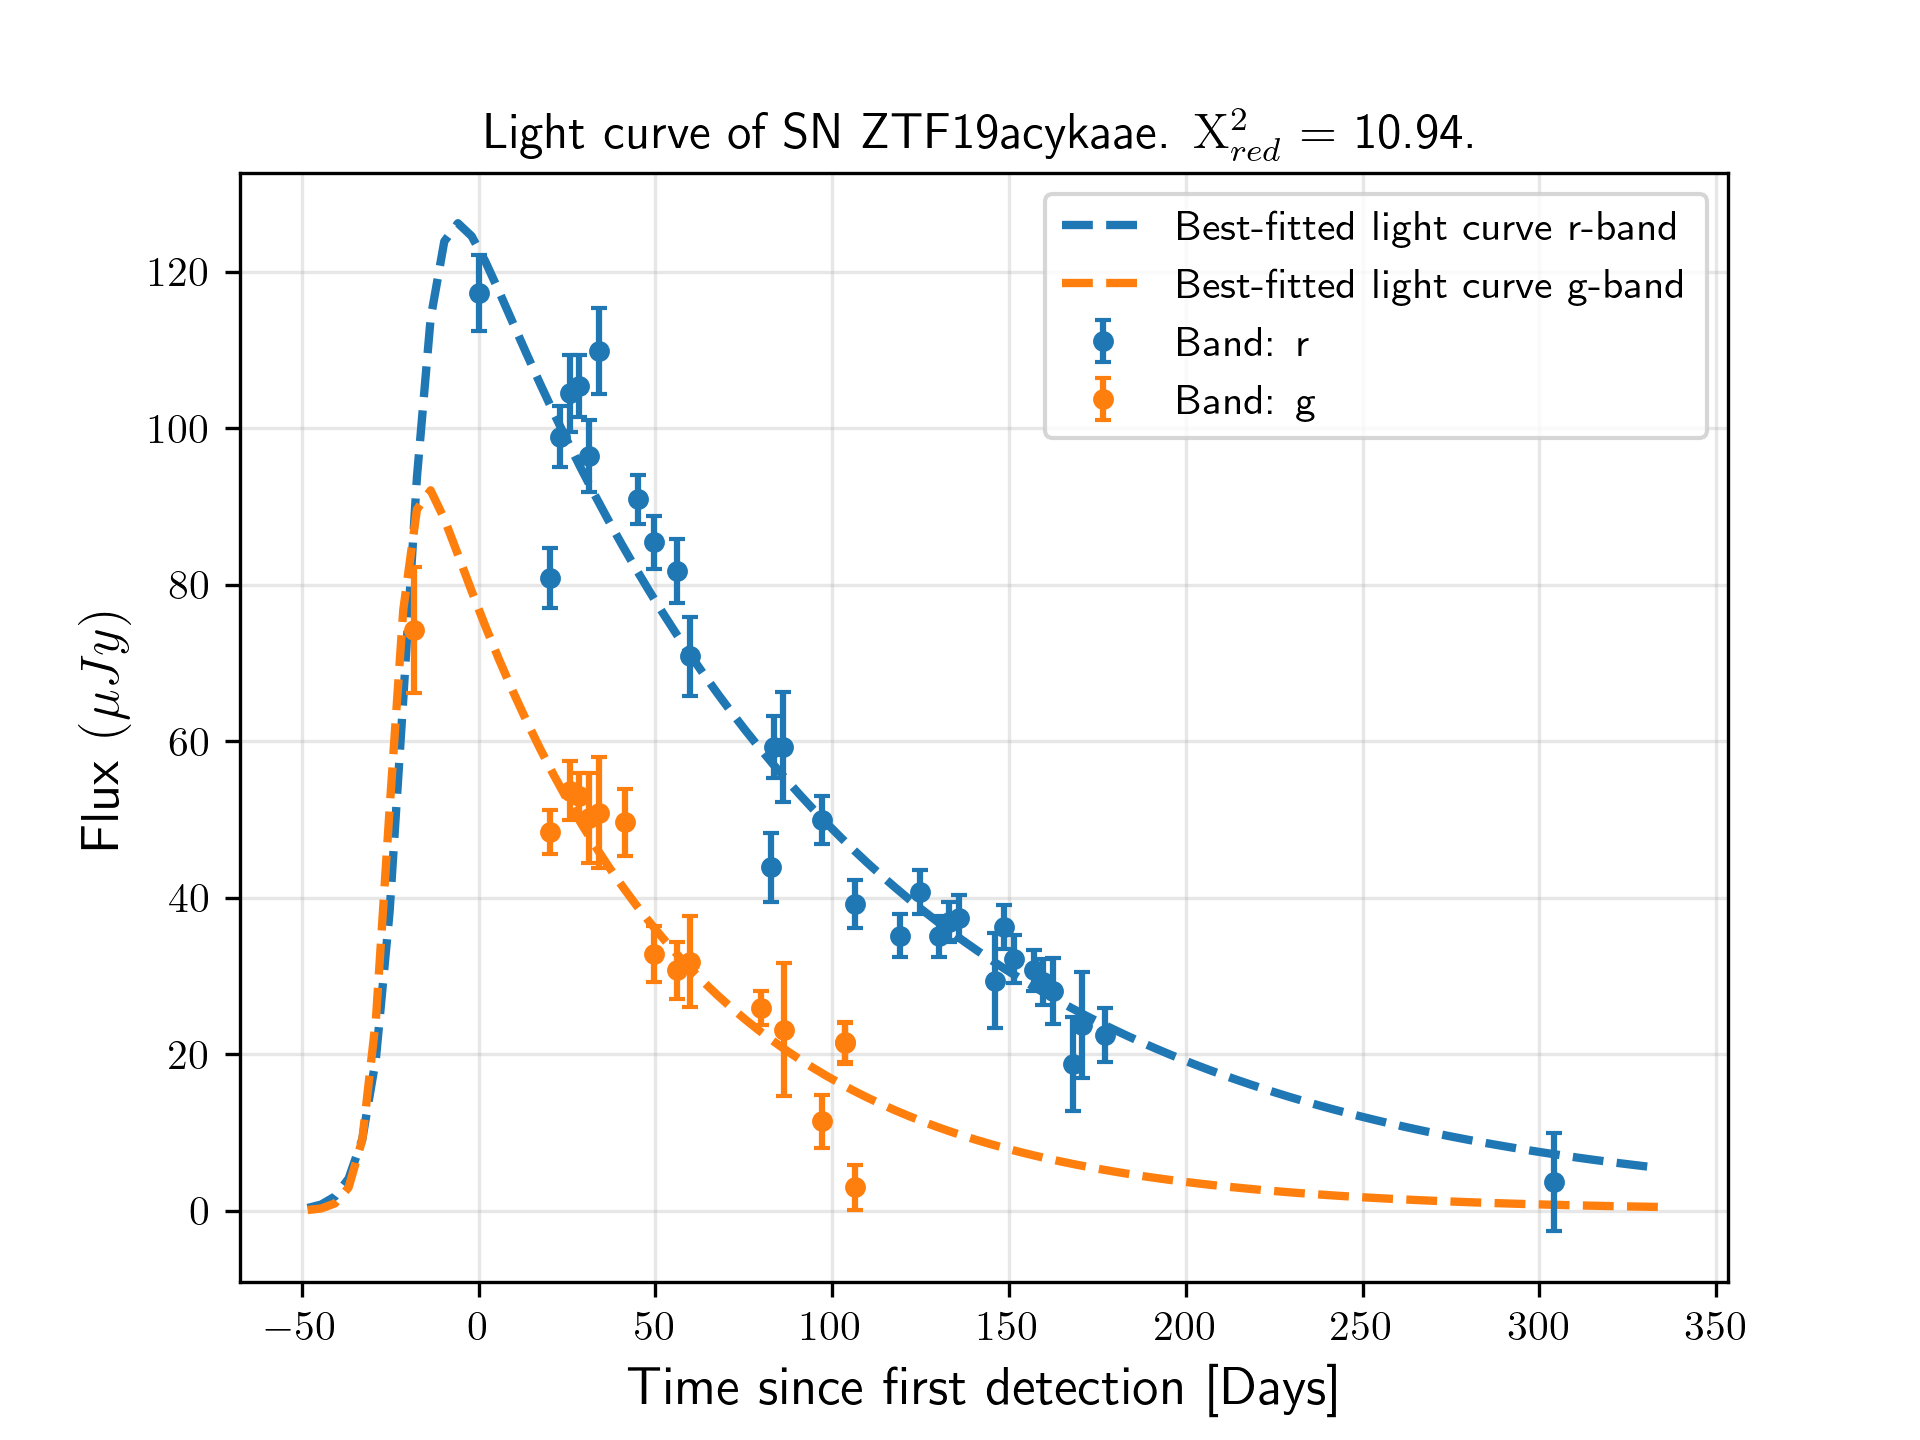 Light curve of SN ZTF19acykaae. X²_red = 10.94.
Best-fitted light curve r-band
Best-fitted light curve g-band
Band: r
Band: g
Flux (μJy)
120
100
80
60
40
20
0
−50 0 50 100 150 200 250 300 350
Time since first detection [Days]